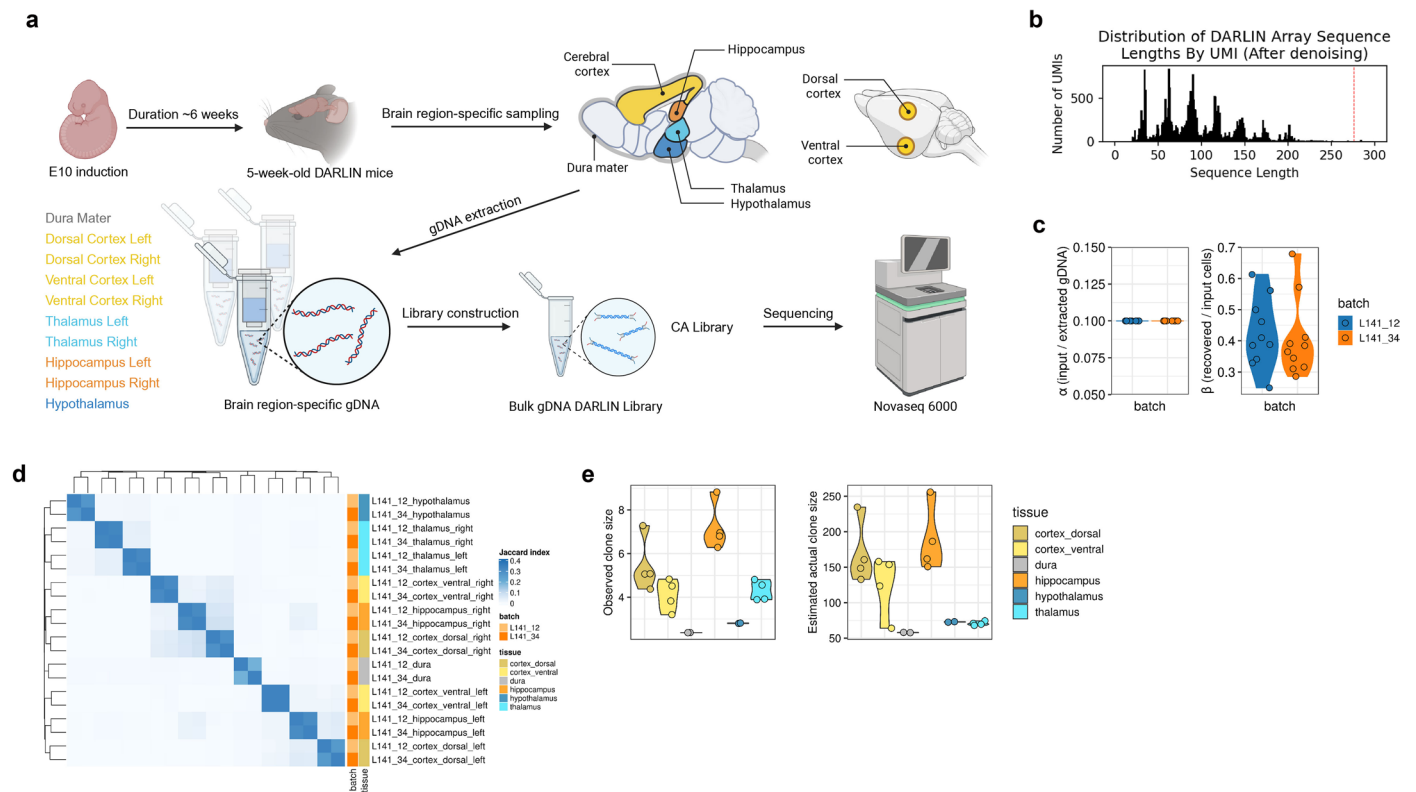 a
Cerebral
cortex
Hippocampus
Duration ~6 weeks
Brain region-specific sampling
E10 induction
5-week-old DARLIN mice
Dura mater
Thalamus
Hypothalamus
Dorsal
cortex
Ventral
cortex
gDNA extraction
Dura Mater
Dorsal Cortex Left
Dorsal Cortex Right
Ventral Cortex Left
Ventral Cortex Right
Thalamus Left
Thalamus Right
Hippocampus Left
Hippocampus Right
Hypothalamus
Library construction
CA Library
Sequencing
Brain region-specific gDNA
Bulk gDNA DARLIN Library
Novaseq 6000
b
Distribution of DARLIN Array Sequence
Lengths By UMI (After denoising)
Number of UMIs
500
0
0 50 100 150 200 250 300
Sequence Length
c
α (input / extracted gDNA)
0.150
0.125
0.100
0.075
0.050
batch
β (recovered / input cells)
0.7
0.6
0.5
0.4
0.3
batch
batch
L141_12
L141_34
d
L141_12_hypothalamus
L141_34_hypothalamus
L141_12_thalamus_right
L141_34_thalamus_right
L141_12_thalamus_left
L141_34_thalamus_left
L141_12_cortex_ventral_right
L141_34_cortex_ventral_right
L141_12_hippocampus_right
L141_34_hippocampus_right
L141_12_cortex_dorsal_right
L141_34_cortex_dorsal_right
L141_12_dura
L141_34_dura
L141_12_cortex_ventral_left
L141_34_cortex_ventral_left
L141_12_hippocampus_left
L141_34_hippocampus_left
L141_12_cortex_dorsal_left
L141_34_cortex_dorsal_left
batch
tissue
Jaccard index
0.4
0.3
0.2
0.1
0
batch
L141_12
L141_34
tissue
cortex_dorsal
cortex_ventral
dura
hippocampus
hypothalamus
thalamus
e
Observed clone size
8
6
4
Estimated actual clone size
250
200
150
100
50
tissue
cortex_dorsal
cortex_ventral
dura
hippocampus
hypothalamus
thalamus